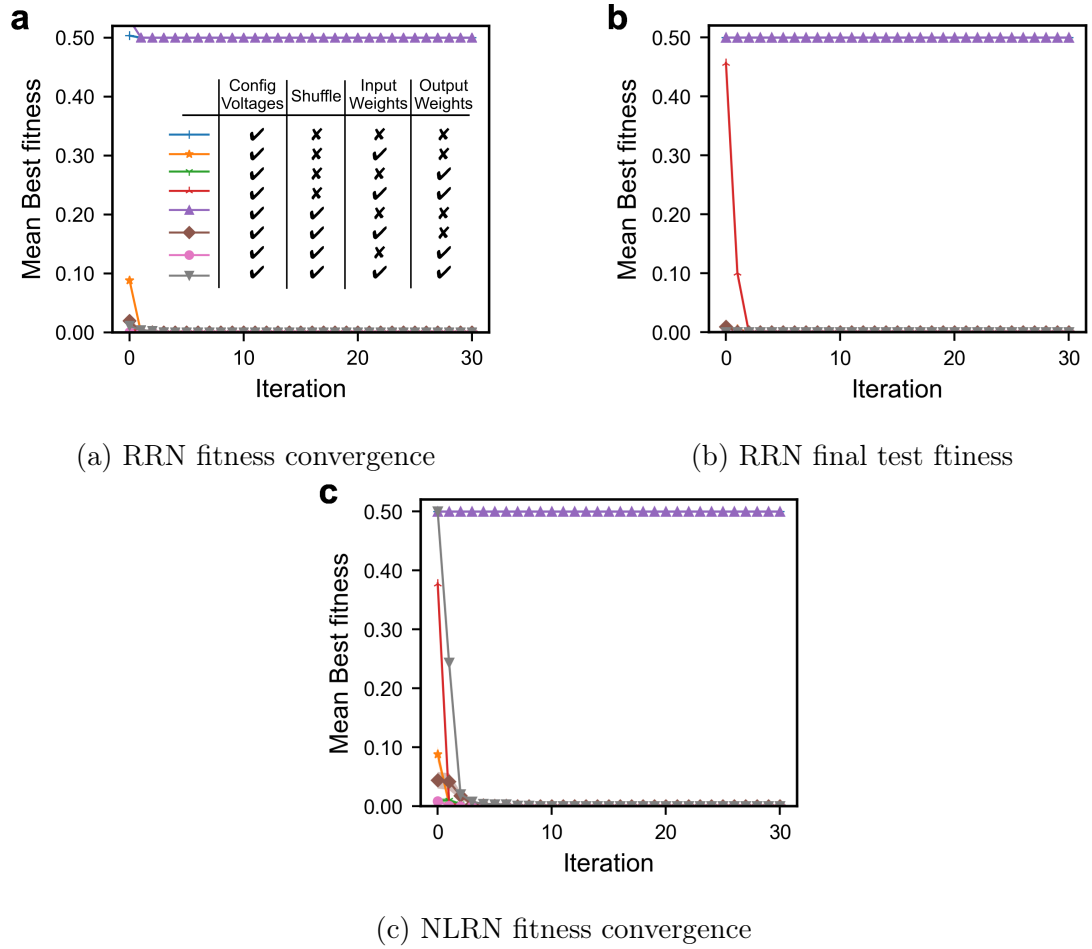 a
0.50
0.40
0.30
0.20
0.10
0.00
Mean Best fitness
Config Voltages Shuffle Input Weights Output Weights
✔ ✘ ✘ ✘
✔ ✘ ✔ ✘
✔ ✘ ✘ ✔
✔ ✘ ✔ ✔
✔ ✔ ✘ ✘
✔ ✔ ✔ ✘
✔ ✔ ✘ ✔
✔ ✔ ✔ ✔
0 10 20 30
Iteration
(a) RRN fitness convergence
b
0.50
0.40
0.30
0.20
0.10
0.00
Mean Best fitness
0 10 20 30
Iteration
(b) RRN final test ftiness
c
0.50
0.40
0.30
0.20
0.10
0.00
Mean Best fitness
0 10 20 30
Iteration
(c) NLRN fitness convergence